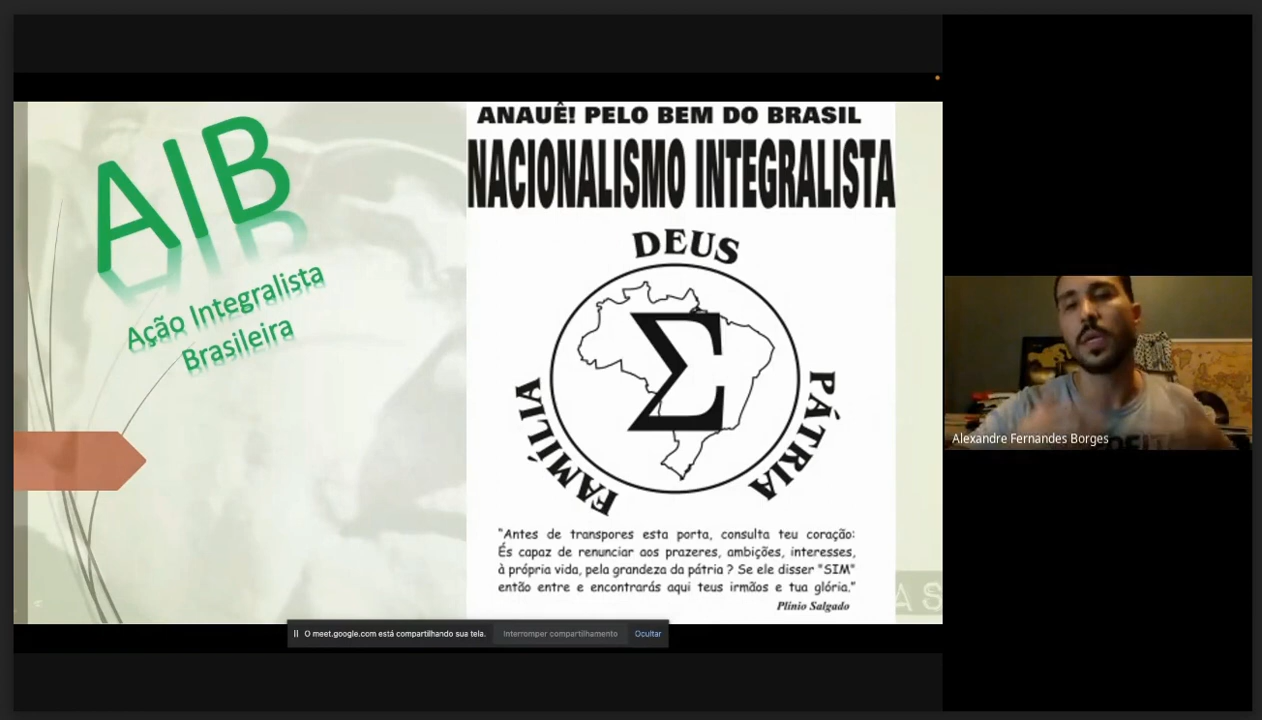 AIB
Ação Integralista
Brasileira
ANAUÊ! PELO BEM DO BRASIL
NACIONALISMO INTEGRALISTA
DEUS
Σ
FAMÍLIA
PÁTRIA
"Antes de transpores esta porta, consulta teu coração:
És capaz de renunciar aos prazeres, ambições, interesses,
à própria vida, pela grandeza da pátria ? Se ele disser "SIM"
então entre e encontrarás aqui teus irmãos e tua glória."
Plínio Salgado
AS
O meet.google.com está compartilhando sua tela.
Interromper compartilhamento
Ocultar
Alexandre Fernandes Borges